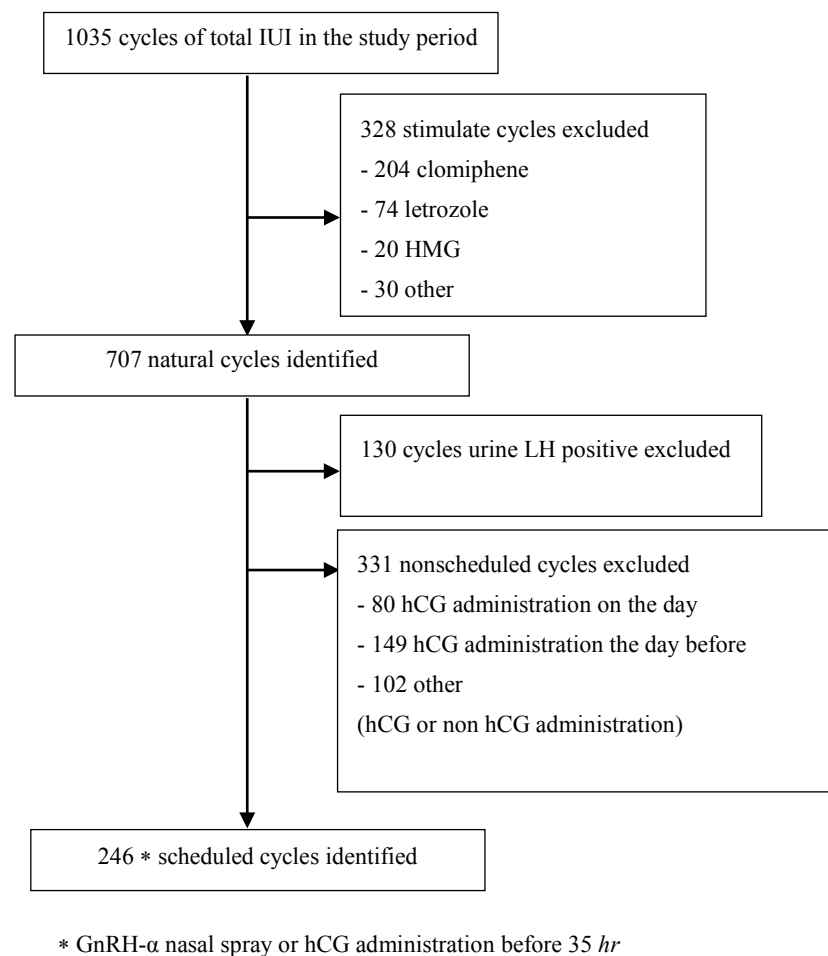 1035 cycles of total IUI in the study period
328 stimulate cycles excluded
- 204 clomiphene
- 74 letrozole
- 20 HMG
- 30 other
707 natural cycles identified
130 cycles urine LH positive excluded
331 nonscheduled cycles excluded
- 80 hCG administration on the day
- 149 hCG administration the day before
- 102 other
(hCG or non hCG administration)
246 * scheduled cycles identified
* GnRH-α nasal spray or hCG administration before 35 hr